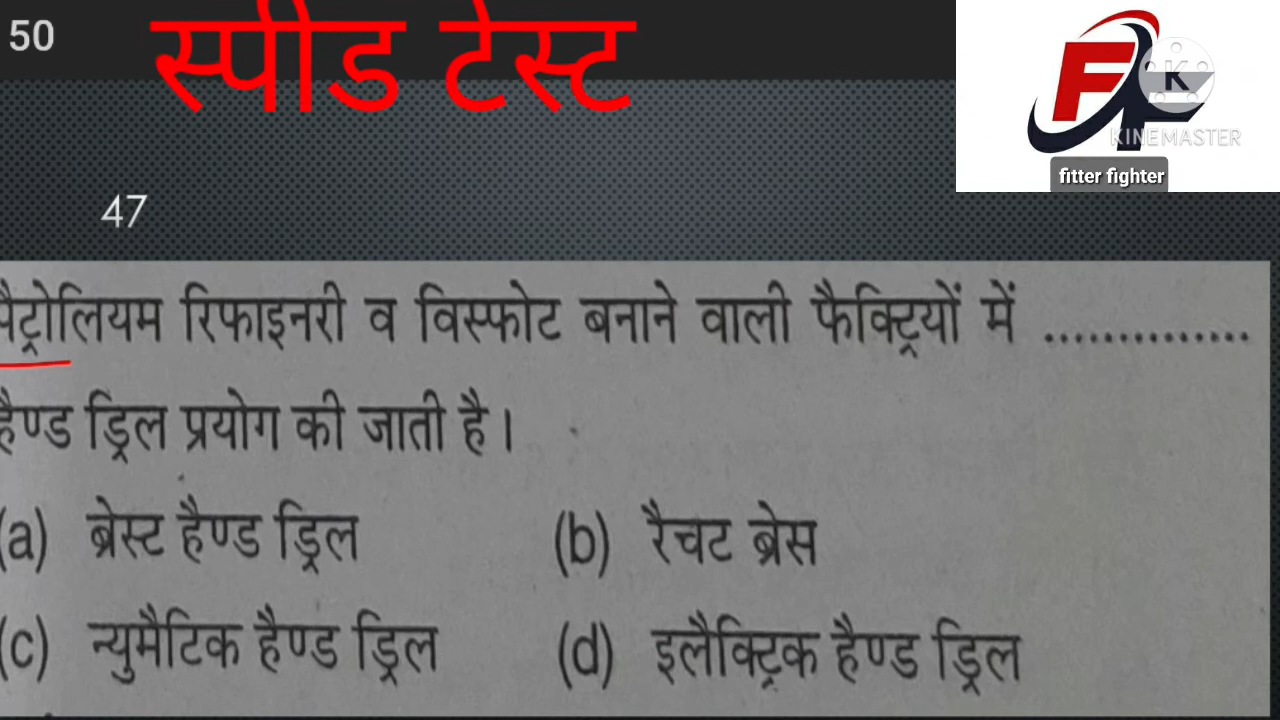 50
स्पीड टेस्ट
KINEMASTER
fitter fighter
47
पैट्रोलियम रिफाइनरी व विस्फोट बनाने वाली फैक्ट्रियों में ..............
हैण्ड ड्रिल प्रयोग की जाती है।
(a) ब्रेस्ट हैण्ड ड्रिल (b) रैचट ब्रेस
(c) न्युमैटिक हैण्ड ड्रिल (d) इलैक्ट्रिक हैण्ड ड्रिल